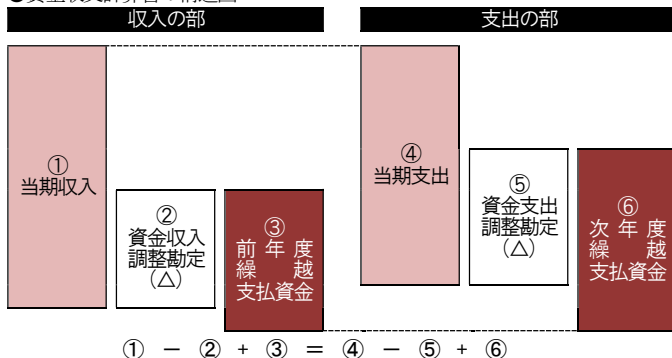 収入の部
支出の部
①
当期収入
②
資金収入
調整勘定
(△)
③
前年度
繰越
支払資金
④
当期支出
⑤
資金支出
調整勘定
(△)
⑥
次年度
繰越
支払資金
① － ② + ③ ＝ ④ － ⑤ + ⑥